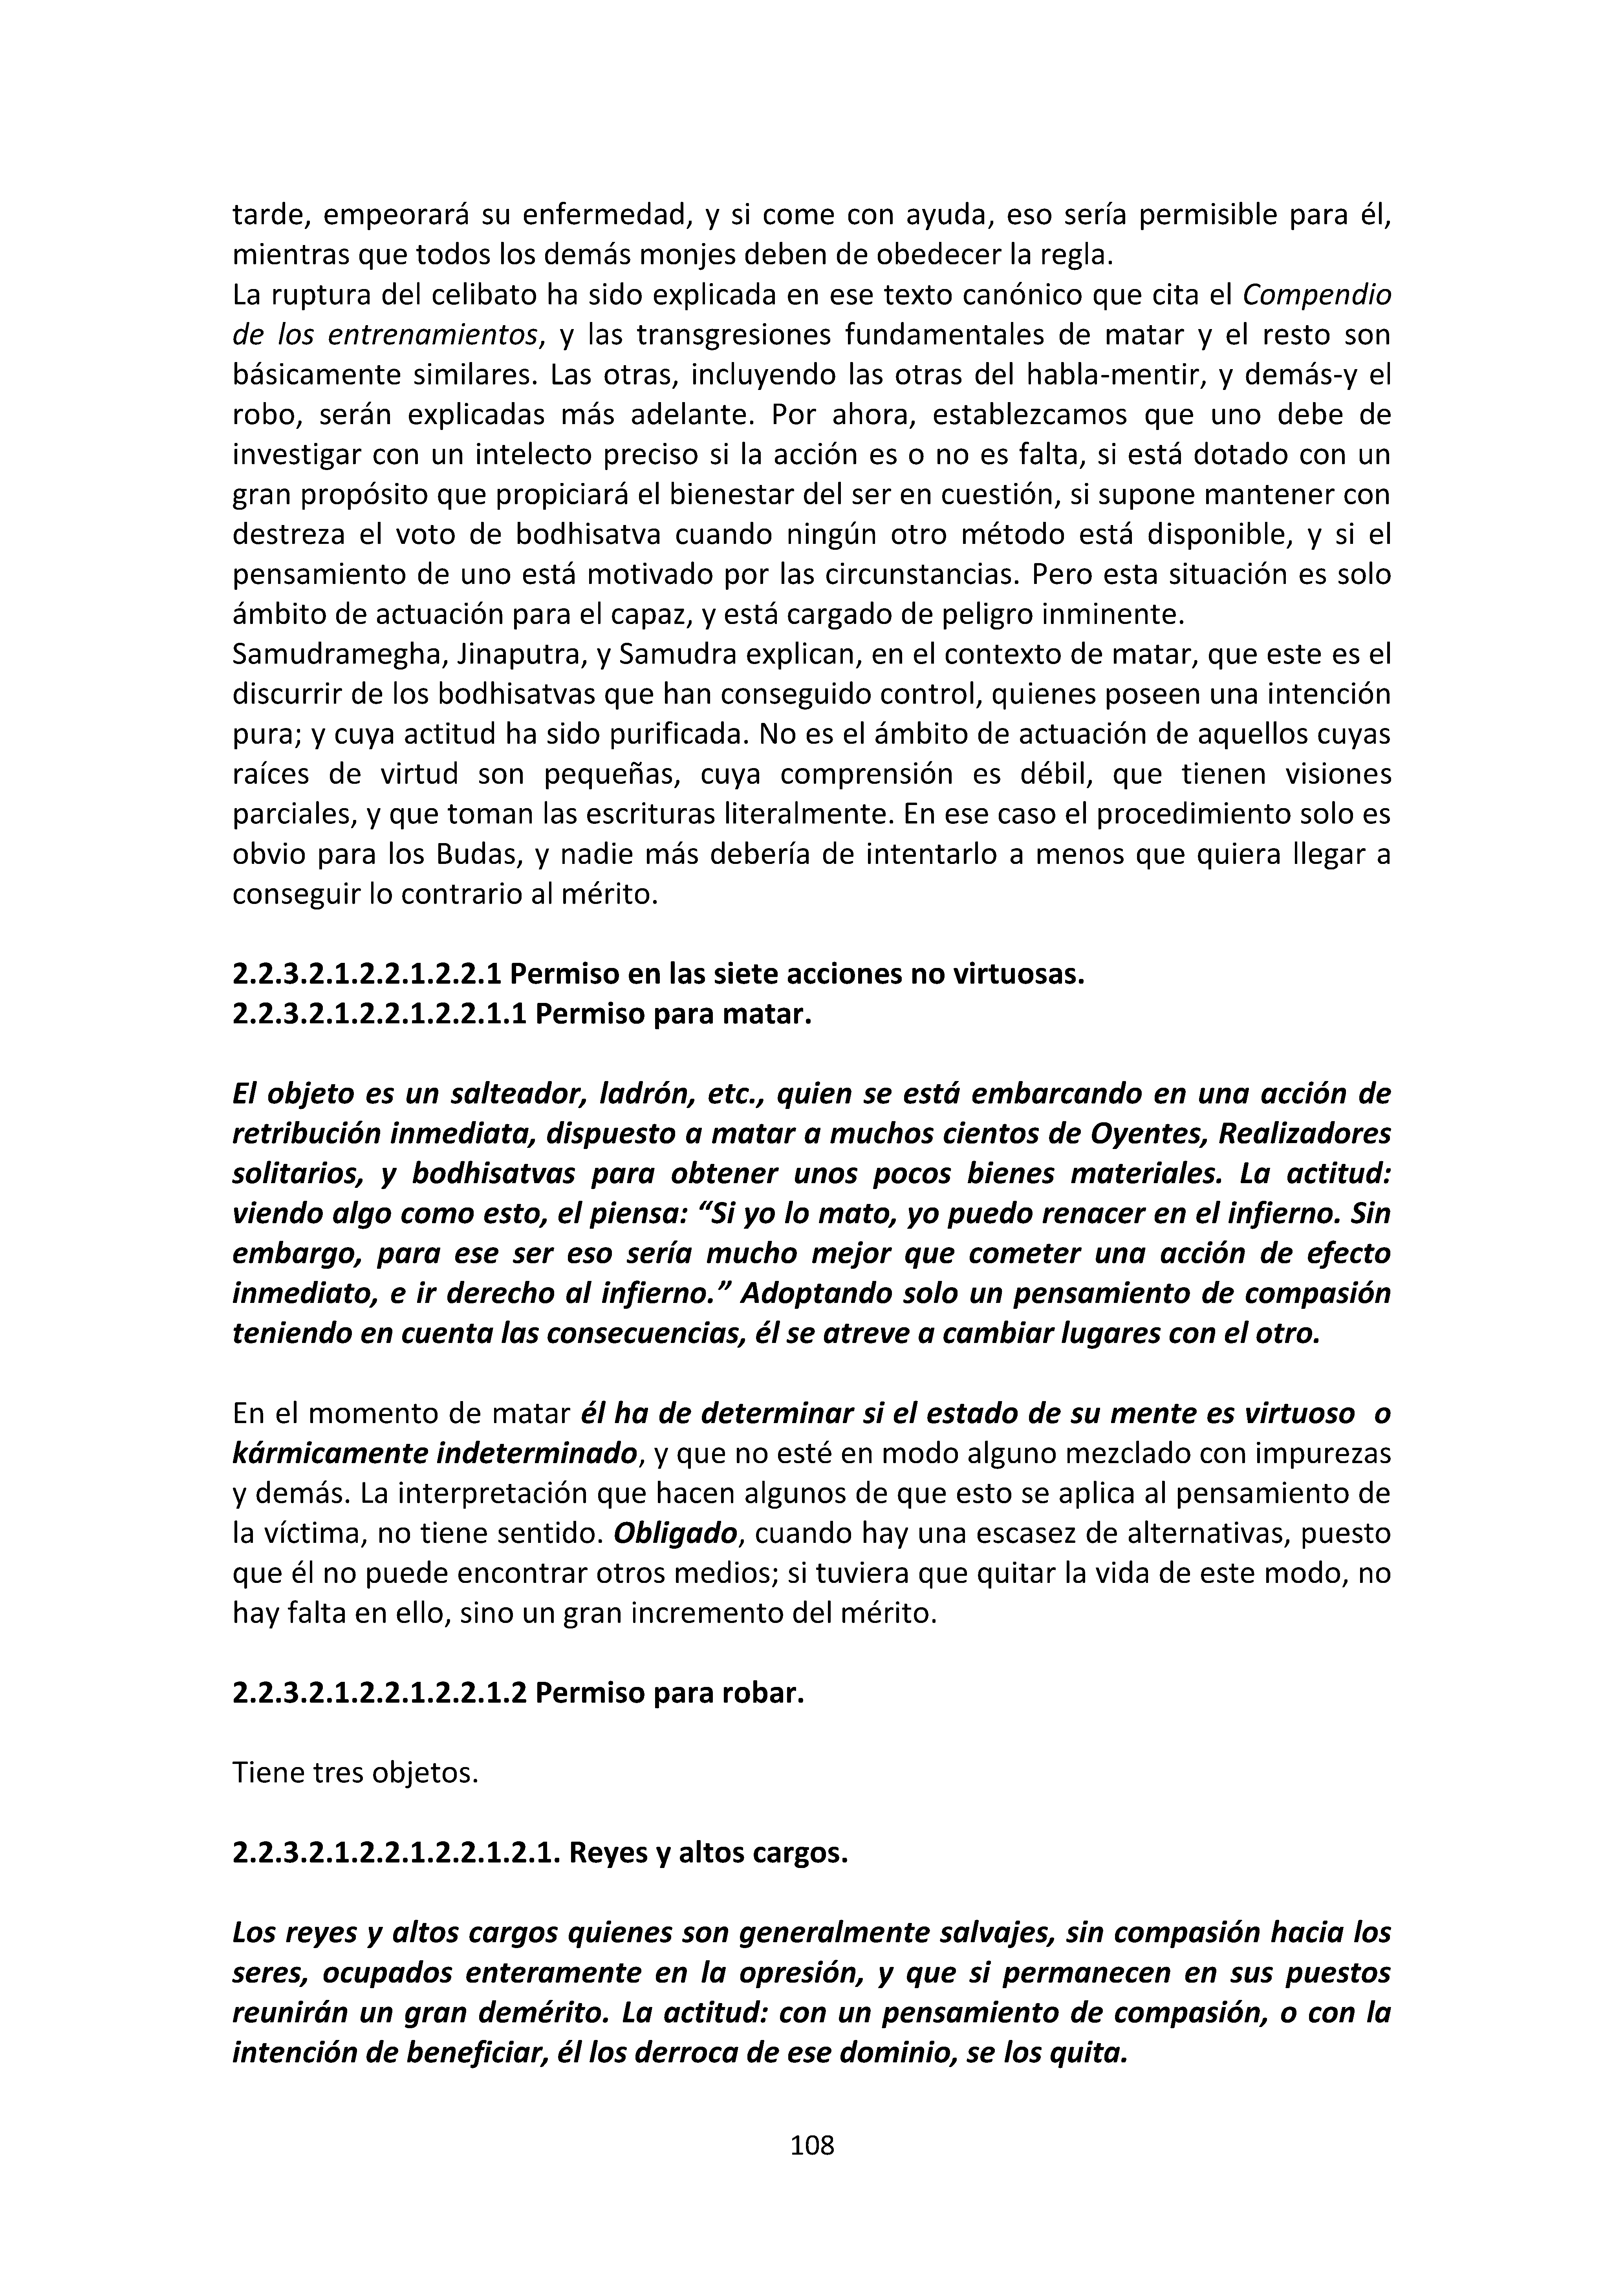 tarde, empeorará su enfermedad, y si come con ayuda, eso sería permisible para él,
mientras que todos los demás monjes deben de obedecer la regla.
La ruptura del celibato ha sido explicada en ese texto canónico que cita el Compendio
de los entrenamientos, y las transgresiones fundamentales de matar y el resto son
básicamente similares. Las otras, incluyendo las otras del habla-mentir, y demás-y el
robo, serán explicadas más adelante. Por ahora, establezcamos que uno debe de
investigar con un intelecto preciso si la acción es o no es falta, si está dotado con un
gran propósito que propiciará el bienestar del ser en cuestión, si supone mantener con
destreza el voto de bodhisatva cuando ningún otro método está disponible, y si el
pensamiento de uno está motivado por las circunstancias. Pero esta situación es solo
ámbito de actuación para el capaz, y está cargado de peligro inminente.
Samudramegha, Jinaputra, y Samudra explican, en el contexto de matar, que este es el
discurrir de los bodhisatvas que han conseguido control, quienes poseen una intención
pura; y cuya actitud ha sido purificada. No es el ámbito de actuación de aquellos cuyas
raíces de virtud son pequeñas, cuya comprensión es débil, que tienen visiones
parciales, y que toman las escrituras literalmente. En ese caso el procedimiento solo es
obvio para los Budas, y nadie más debería de intentarlo a menos que quiera llegar a
conseguir lo contrario al mérito.
2.2.3.2.1.2.2.1.2.2.1 Permiso en las siete acciones no virtuosas.
2.2.3.2.1.2.2.1.2.2.1.1 Permiso para matar.
El objeto es un salteador, ladrón, etc., quien se está embarcando en una acción de
retribución inmediata, dispuesto a matar a muchos cientos de Oyentes, Realizadores
solitarios, y bodhisatvas para obtener unos pocos bienes materiales. La actitud:
viendo algo como esto, el piensa: “Si yo lo mato, yo puedo renacer en el infierno. Sin
embargo, para ese ser eso sería mucho mejor que cometer una acción de efecto
inmediato, e ir derecho al infierno.” Adoptando solo un pensamiento de compasión
teniendo en cuenta las consecuencias, él se atreve a cambiar lugares con el otro.
En el momento de matar él ha de determinar si el estado de su mente es virtuoso  o
kármicamente indeterminado, y que no esté en modo alguno mezclado con impurezas
y demás. La interpretación que hacen algunos de que esto se aplica al pensamiento de
la víctima, no tiene sentido. Obligado, cuando hay una escasez de alternativas, puesto
que él no puede encontrar otros medios; si tuviera que quitar la vida de este modo, no
hay falta en ello, sino un gran incremento del mérito.
2.2.3.2.1.2.2.1.2.2.1.2 Permiso para robar.
Tiene tres objetos.
2.2.3.2.1.2.2.1.2.2.1.2.1. Reyes y altos cargos.
Los reyes y altos cargos quienes son generalmente salvajes, sin compasión hacia los
seres, ocupados enteramente en la opresión, y que si permanecen en sus puestos
reunirán un gran demérito. La actitud: con un pensamiento de compasión, o con la
intención de beneficiar, él los derroca de ese dominio, se los quita.
108